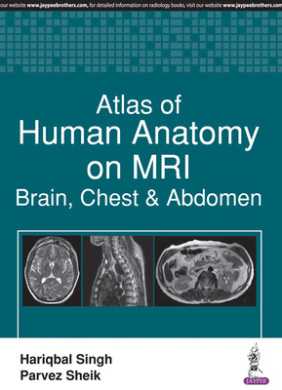 our website www.jaypeebrothers.com, for detailed information on radiology books, visit our website www.jaypeebrothers.com
Atlas of
Human Anatomy
on MRI
Brain, Chest & Abdomen
Hariqbal Singh
Parvez Sheik
JAYPEE